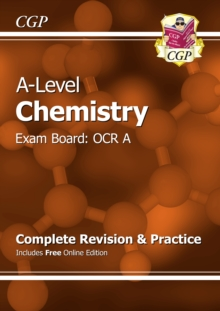 CGP
CGP
A-Level
Chemistry
Exam Board: OCR A
Complete Revision & Practice
Includes Free Online Edition